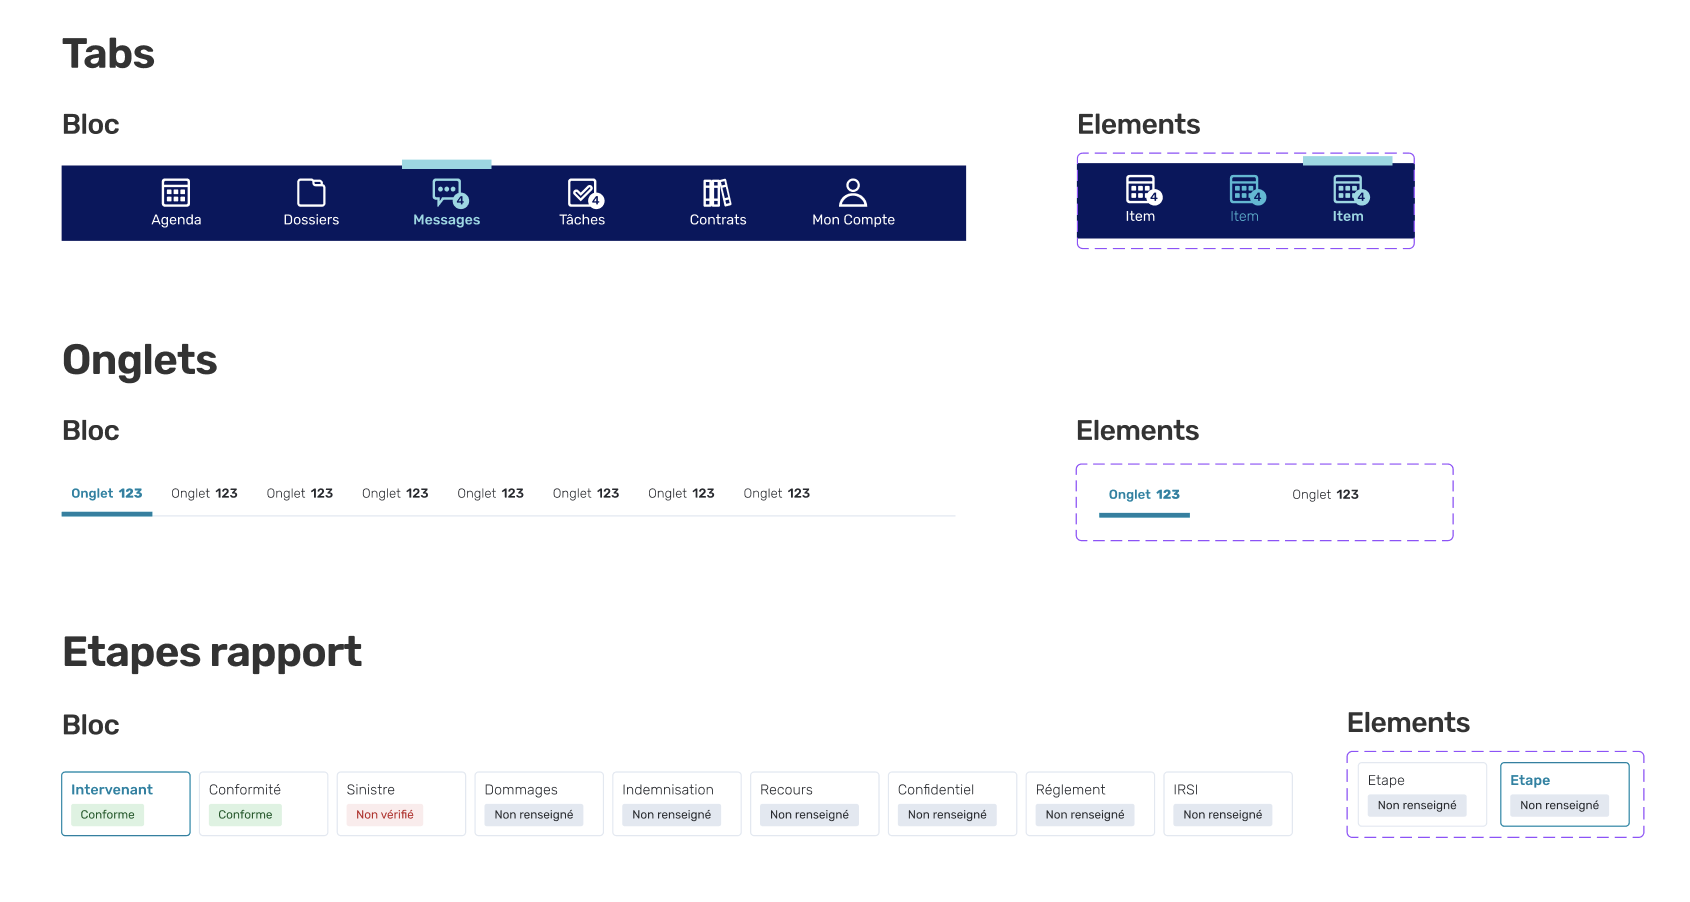 Tabs
Bloc
Elements
4 4
Agenda Dossiers Messages Tâches Contrats Mon Compte
4 4 4
Item Item Item
Onglets
Bloc
Elements
Onglet 123 Onglet 123 Onglet 123 Onglet 123 Onglet 123 Onglet 123 Onglet 123 Onglet 123
Onglet 123 Onglet 123
Etapes rapport
Bloc
Elements
Intervenant Conformité Sinistre Dommages Indemnisation Recours Confidentiel Réglement IRSI
Conforme Conforme Non vérifié Non renseigné Non renseigné Non renseigné Non renseigné Non renseigné Non renseigné
Etape Etape
Non renseigné Non renseigné